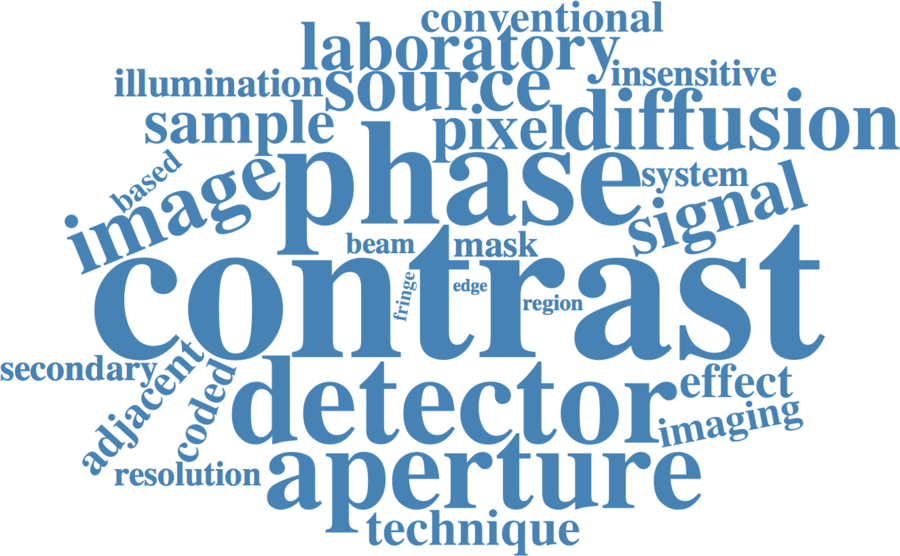 conventional
laboratory
illumination
source
insensitive
sample
pixel
diffusion
phase
based
image
system
signal
beam
mask
contrast
fringe
edge
region
secondary
adjacent
coded
detector
effect
imaging
resolution
aperture
technique